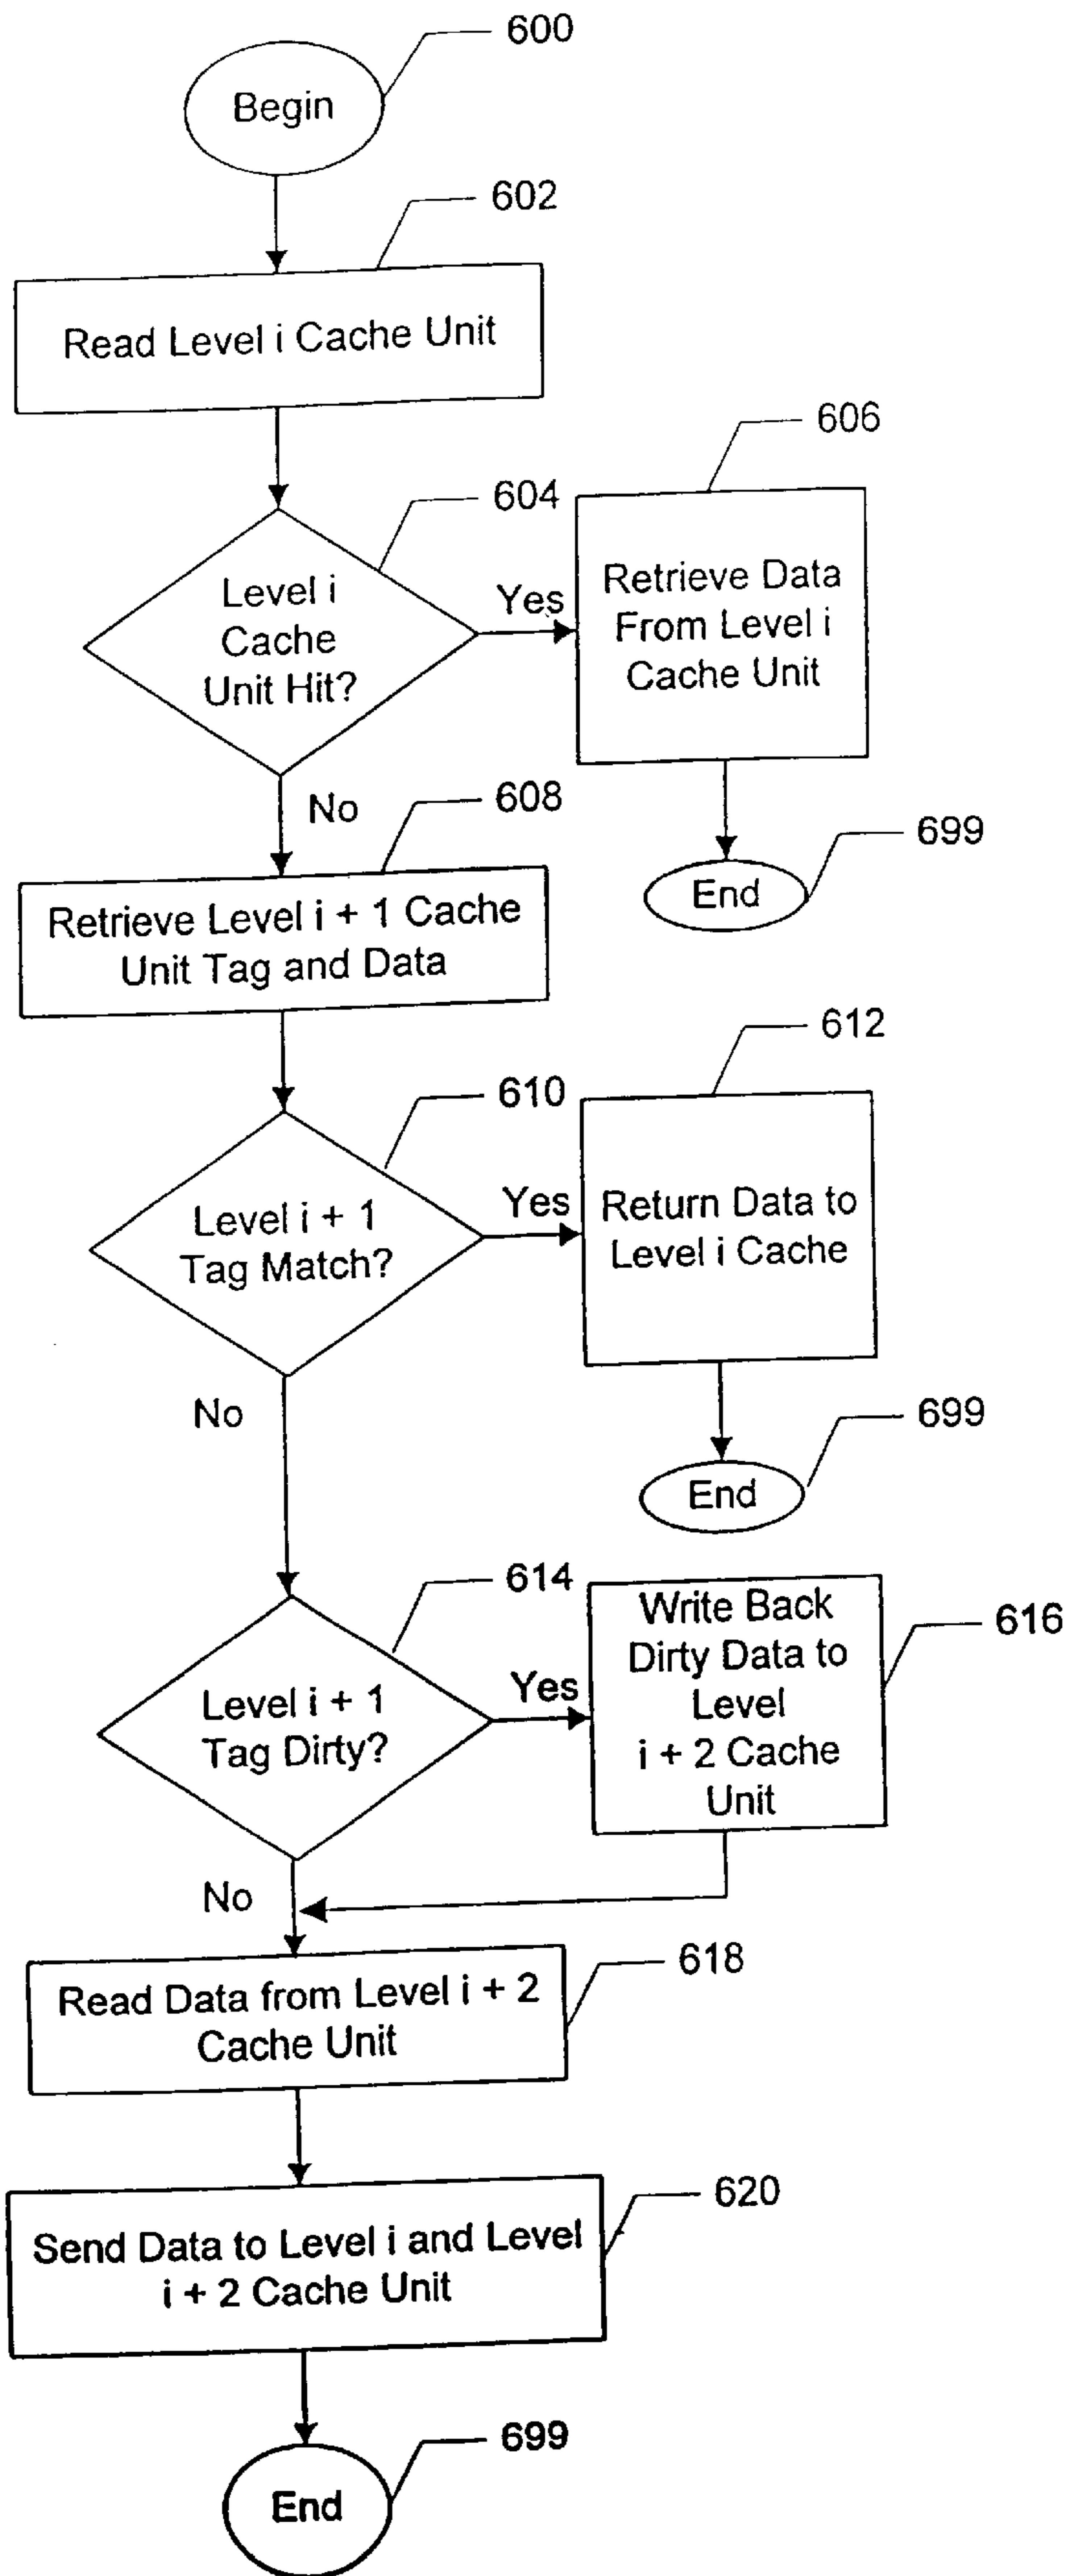 600
Begin
602
Read Level i Cache Unit
606
604
Level i
Cache
Unit Hit?
Yes
Retrieve Data
From Level i
Cache Unit
No
608
699
End
Retrieve Level i + 1 Cache
Unit Tag and Data
612
610
Level i + 1
Tag Match?
Yes
Return Data to
Level i Cache
No
699
End
614
Level i + 1
Tag Dirty?
Yes
Write Back
Dirty Data to
Level
i + 2 Cache
Unit
616
No
618
Read Data from Level i + 2
Cache Unit
620
Send Data to Level i and Level
i + 2 Cache Unit
699
End